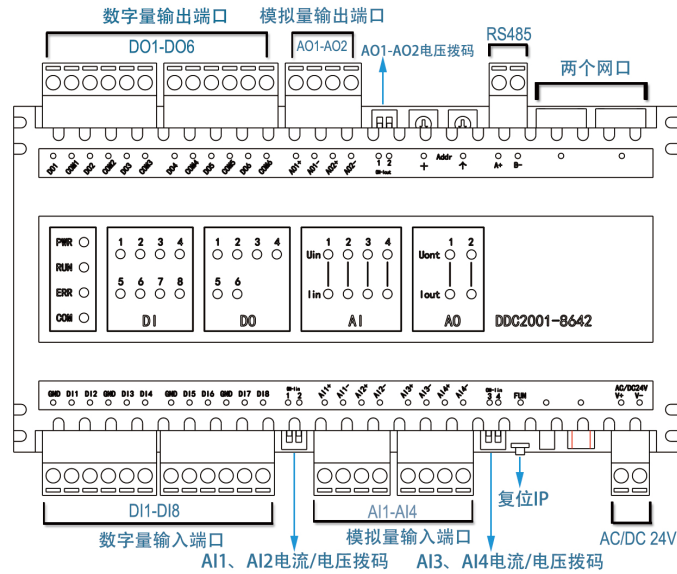 数字量输出端口
模拟量输出端口
DO1-DO6
AO1-AO2
AO1-AO2电压拨码
RS485
两个网口
DO1 COM1 DO2 COM2 DO3 COM3 DO4 COM4 DO5 COM5 DO6 COM6 AO1+ AO1- AO2+ AO2- 1 2 Addr A+ B-
PWR
RUN
ERR
COM
1 2 3 4
5 6 7 8
DI
1 2 3 4
5 6
DO
1 2 3 4
Uin
Iin
AI
1 2
Uont
Iout
AO
DDC2001-8642
GND DI1 DI2 GND DI3 DI4 GND DI5 DI6 GND DI7 DI8 1 2 AI1+ AI1- AI2+ AI2- AI3+ AI3- AI4+ AI4- 3 4 FUN
AC/DC24V
V+ V-
DI1-DI8
数字量输入端口
AI1-AI4
模拟量输入端口
复位IP
AC/DC 24V
AI1、AI2电流/电压拨码
AI3、AI4电流/电压拨码